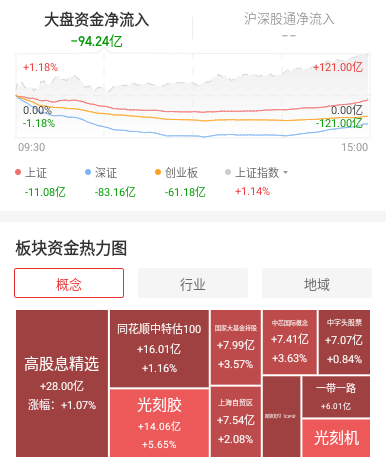 大盘资金净流入
沪深股通净流入
-94.24亿
--
+1.18%
+121.00亿
0.00%
0.00亿
-1.18%
-121.00亿
09:30
15:00
上证
深证
创业板
上证指数
-11.08亿
-83.16亿
-61.18亿
+1.14%
板块资金热力图
概念
行业
地域
高股息精选
+28.00亿
涨幅：+1.07%
同花顺中特估100
+16.01亿
+1.16%
光刻胶
+14.06亿
+5.65%
国家大基金持股
+7.99亿
+3.57%
上海自贸区
+7.54亿
+2.08%
中芯国际概念
+7.41亿
+3.63%
中字头股票
+7.07亿
+0.84%
一带一路
+6.01亿
光刻机